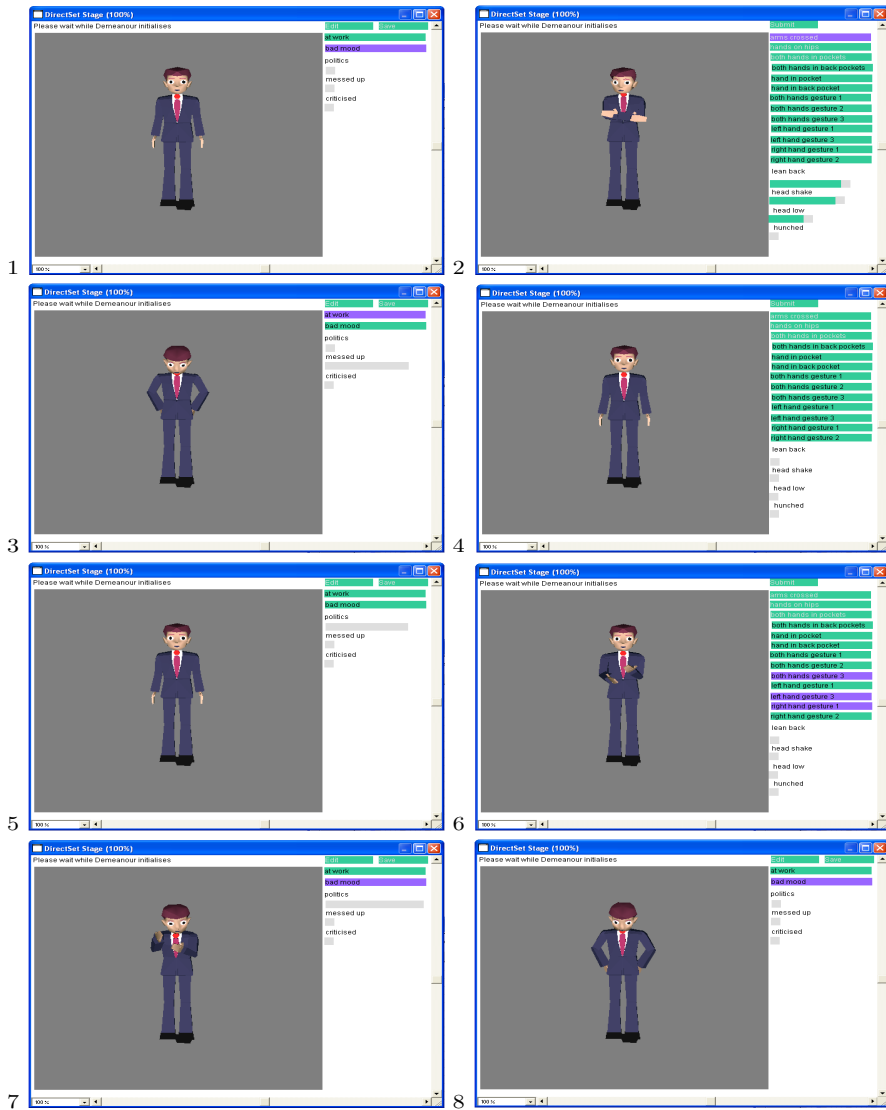 DirectSet Stage (100%)
Please wait while Demeanour initialises
Edit Save
at work
bad mood
politics
messed up
criticised
100 %
1
DirectSet Stage (100%)
Please wait while Demeanour initialises
Submit
arms crossed
hands on hips
both hands in pockets
both hands in back pockets
hand in pocket
hand in back pocket
both hands gesture 1
both hands gesture 2
both hands gesture 3
left hand gesture 1
left hand gesture 3
right hand gesture 1
right hand gesture 2
lean back
head shake
head low
hunched
100 %
2
DirectSet Stage (100%)
Please wait while Demeanour initialises
Edit Save
at work
bad mood
politics
messed up
criticised
100 %
3
DirectSet Stage (100%)
Please wait while Demeanour initialises
Submit
arms crossed
hands on hips
both hands in pockets
both hands in back pockets
hand in pocket
hand in back pocket
both hands gesture 1
both hands gesture 2
both hands gesture 3
left hand gesture 1
left hand gesture 3
right hand gesture 1
right hand gesture 2
lean back
head shake
head low
hunched
100 %
4
DirectSet Stage (100%)
Please wait while Demeanour initialises
Edit Save
at work
bad mood
politics
messed up
criticised
100 %
5
DirectSet Stage (100%)
Please wait while Demeanour initialises
Submit
arms crossed
hands on hips
both hands in pockets
both hands in back pockets
hand in pocket
hand in back pocket
both hands gesture 1
both hands gesture 2
both hands gesture 3
left hand gesture 1
left hand gesture 3
right hand gesture 1
right hand gesture 2
lean back
head shake
head low
hunched
100 %
6
DirectSet Stage (100%)
Please wait while Demeanour initialises
Edit Save
at work
bad mood
politics
messed up
criticised
100 %
7
DirectSet Stage (100%)
Please wait while Demeanour initialises
Edit Save
at work
bad mood
politics
messed up
criticised
100 %
8